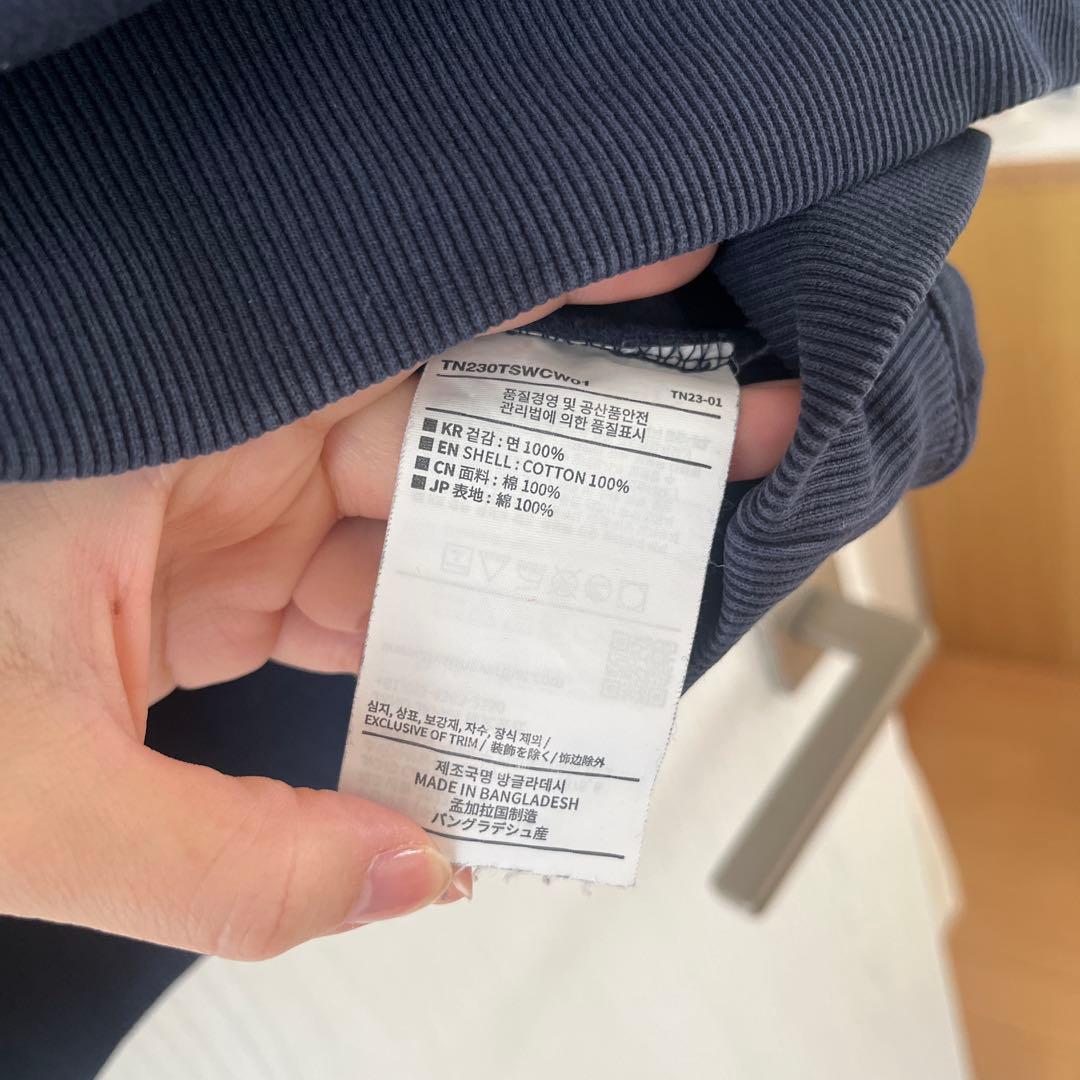 TN230TSWCW01
TN23-01
품질경영 및 공산품안전
관리법에 의한 품질표시
KR 겉감 : 면 100%
EN SHELL : COTTON 100%
CN 面料 : 棉 100%
JP 表地 : 綿 100%
심지, 상표, 보강재, 자수, 장식 제외 /
EXCLUSIVE OF TRIM / 装飾を除く/ 饰边除外
제조국명 방글라데시
MADE IN BANGLADESH
孟加拉国制造
バングラデシュ産